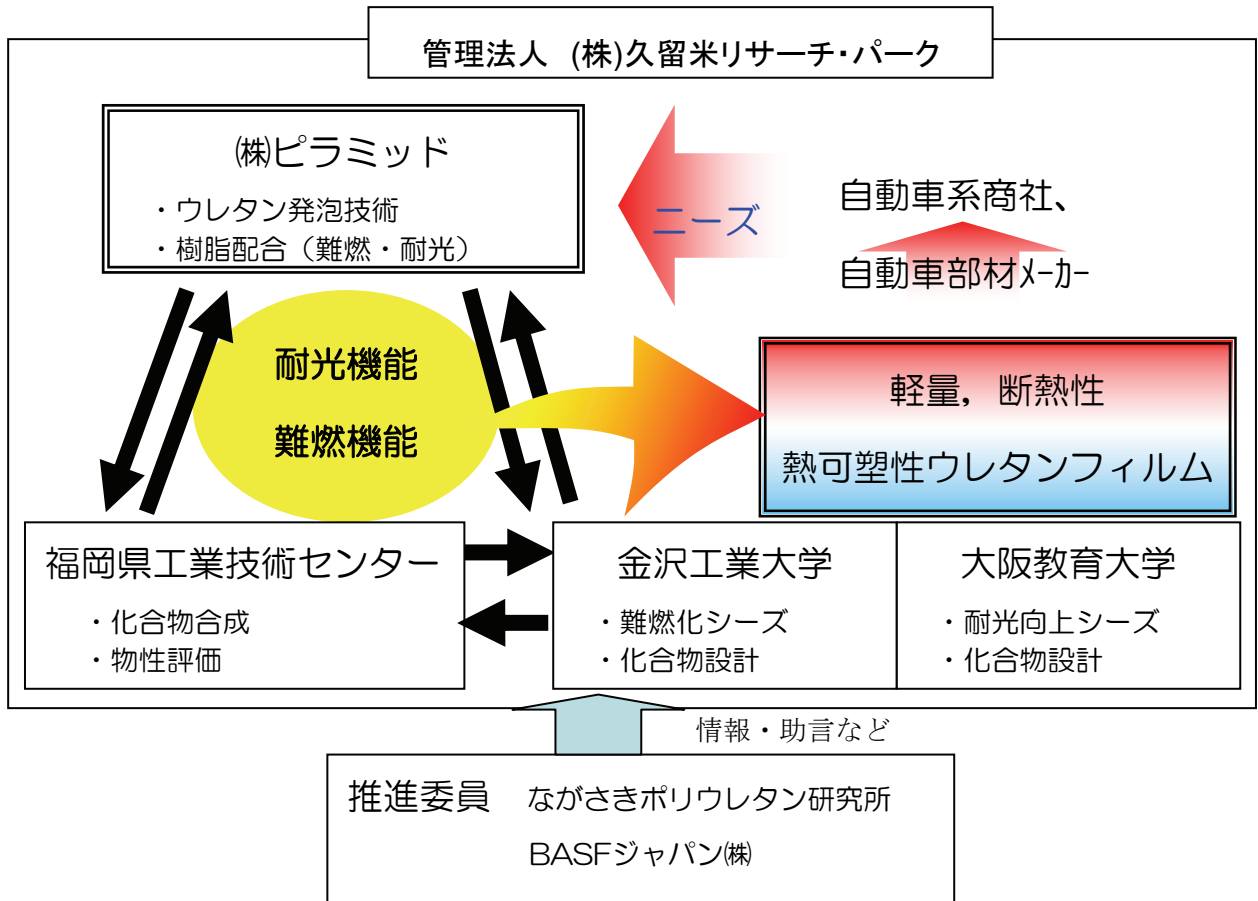 管理法人 (株)久留米リサーチ・パーク
㈱ピラミッド
・ウレタン発泡技術
・樹脂配合（難燃・耐光）
ニーズ
自動車系商社、
自動車部材ﾒｰｶｰ
耐光機能
難燃機能
軽量，断熱性
熱可塑性ウレタンフィルム
福岡県工業技術センター
・化合物合成
・物性評価
金沢工業大学
・難燃化シーズ
・化合物設計
大阪教育大学
・耐光向上シーズ
・化合物設計
情報・助言など
推進委員 ながさきポリウレタン研究所
BASFジャパン㈱